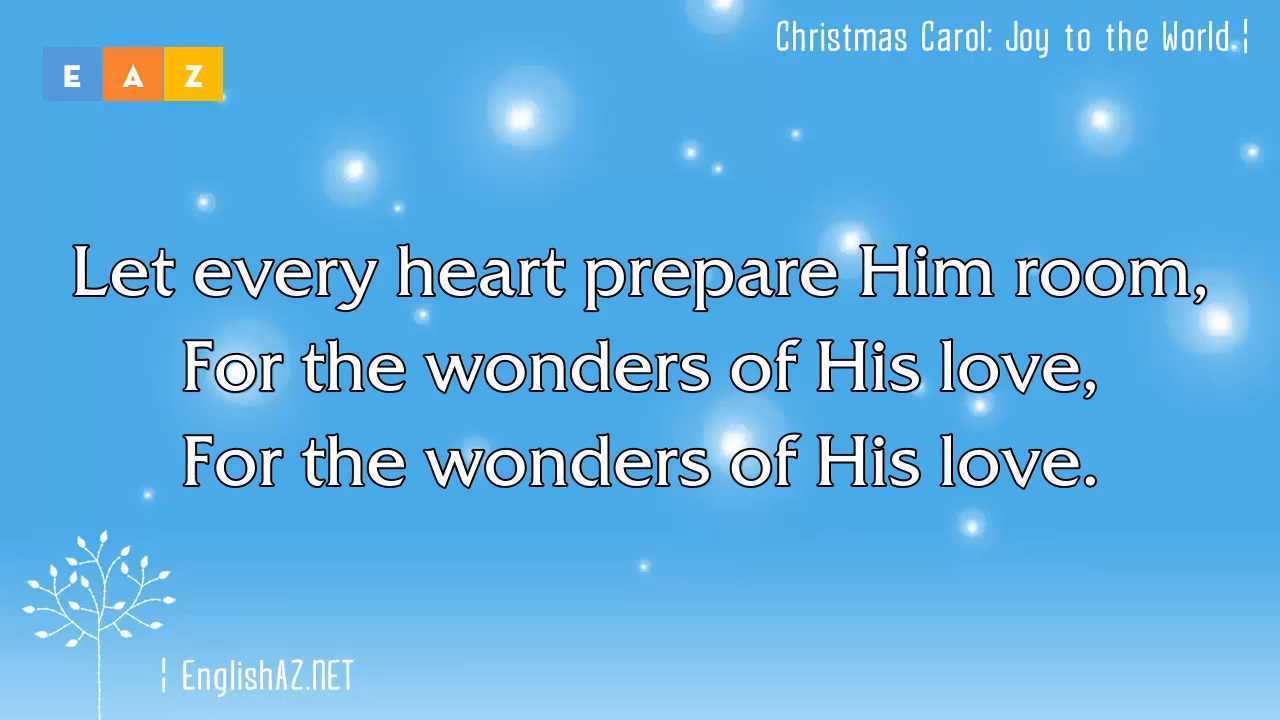 Christmas Carol: Joy to the World ¦
E A Z
Let every heart prepare Him room,
For the wonders of His love,
For the wonders of His love.
¦ EnglishAZ.NET